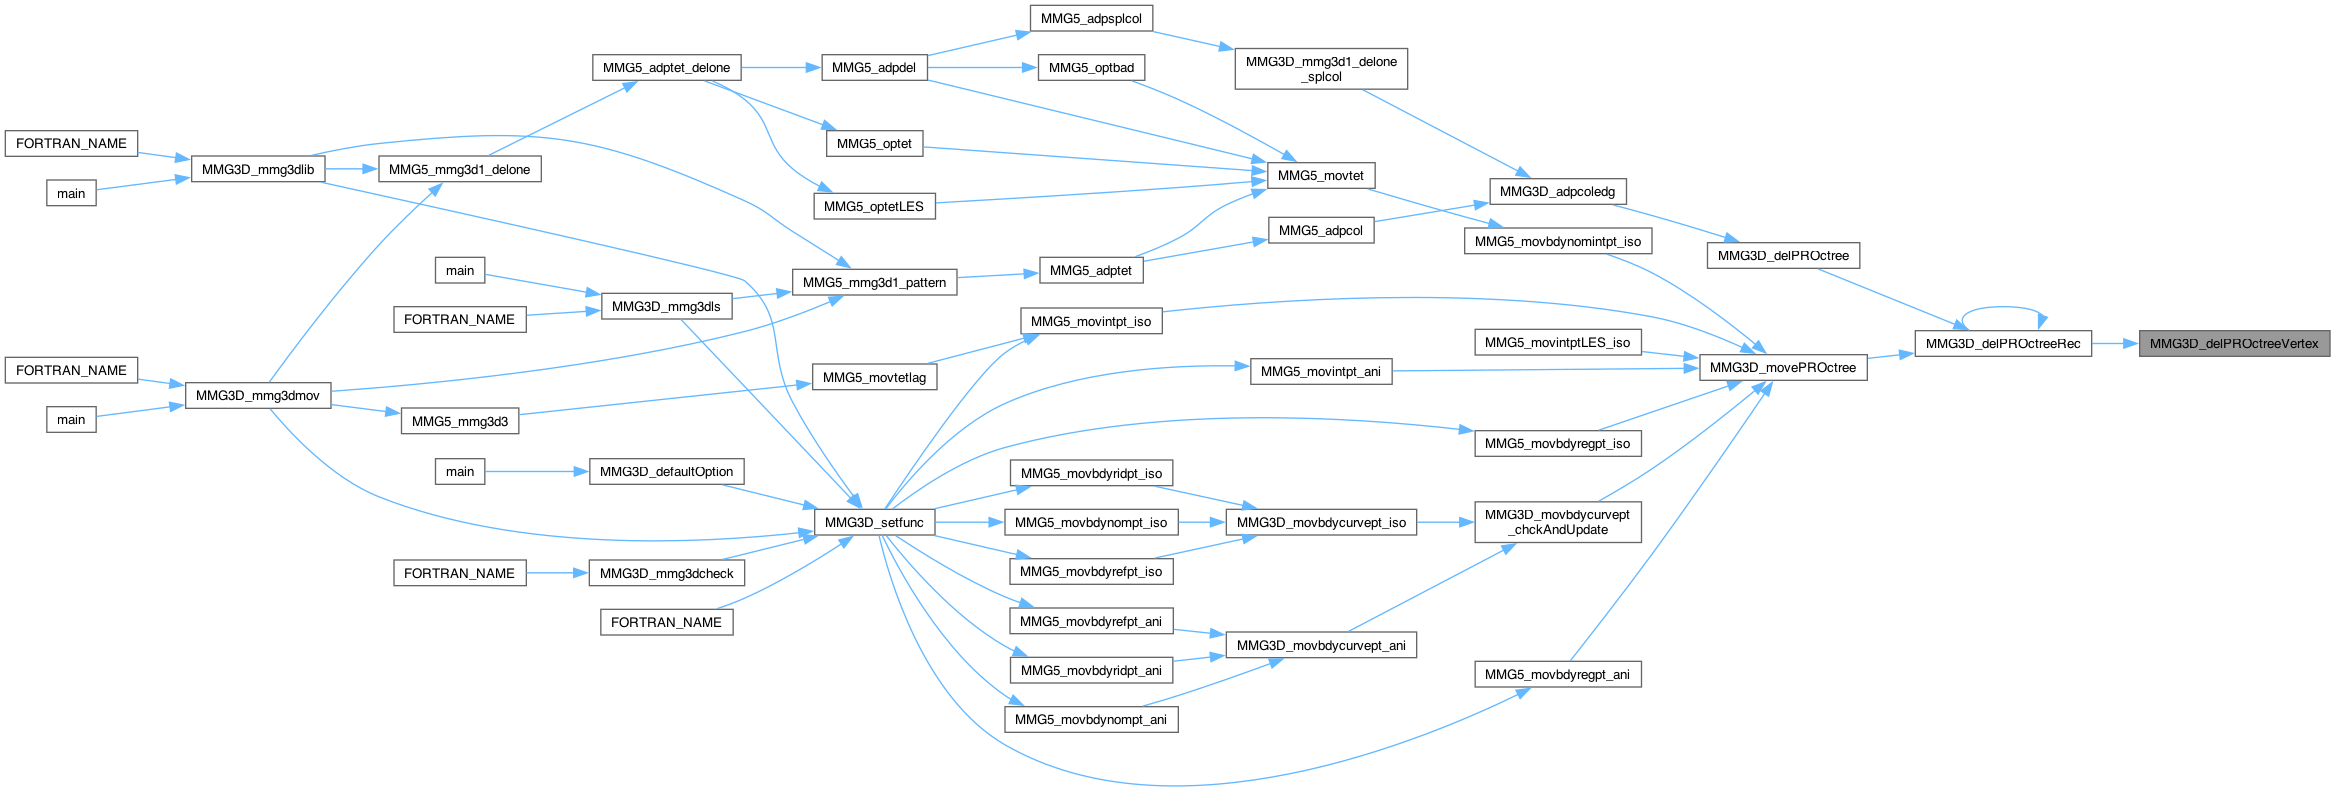 MMG5_adpsplcol
MMG5_adptet_delone
MMG5_adpdel
MMG5_optbad
MMG3D_mmg3d1_delone
_splcol
FORTRAN_NAME
MMG5_optet
MMG3D_mmg3dlib
MMG5_mmg3d1_delone
MMG5_movtet
main
MMG5_optetLES
MMG3D_adpcoledg
MMG5_adpcol
MMG5_movbdynomintpt_iso
MMG3D_delPROctree
main
MMG5_mmg3d1_pattern
MMG5_adptet
MMG3D_mmg3dls
FORTRAN_NAME
MMG5_movintpt_iso
MMG5_movintptLES_iso
MMG3D_delPROctreeRec
MMG3D_delPROctreeVertex
FORTRAN_NAME
MMG5_movtetlag
MMG5_movintpt_ani
MMG3D_movePROctree
MMG3D_mmg3dmov
main
MMG5_mmg3d3
MMG5_movbdyregpt_iso
main
MMG3D_defaultOption
MMG5_movbdyridpt_iso
MMG3D_setfunc
MMG5_movbdynompt_iso
MMG3D_movbdycurvept_iso
MMG3D_movbdycurvept
_chckAndUpdate
FORTRAN_NAME
MMG3D_mmg3dcheck
MMG5_movbdyrefpt_iso
FORTRAN_NAME
MMG5_movbdyrefpt_ani
MMG3D_movbdycurvept_ani
MMG5_movbdyridpt_ani
MMG5_movbdyregpt_ani
MMG5_movbdynompt_ani